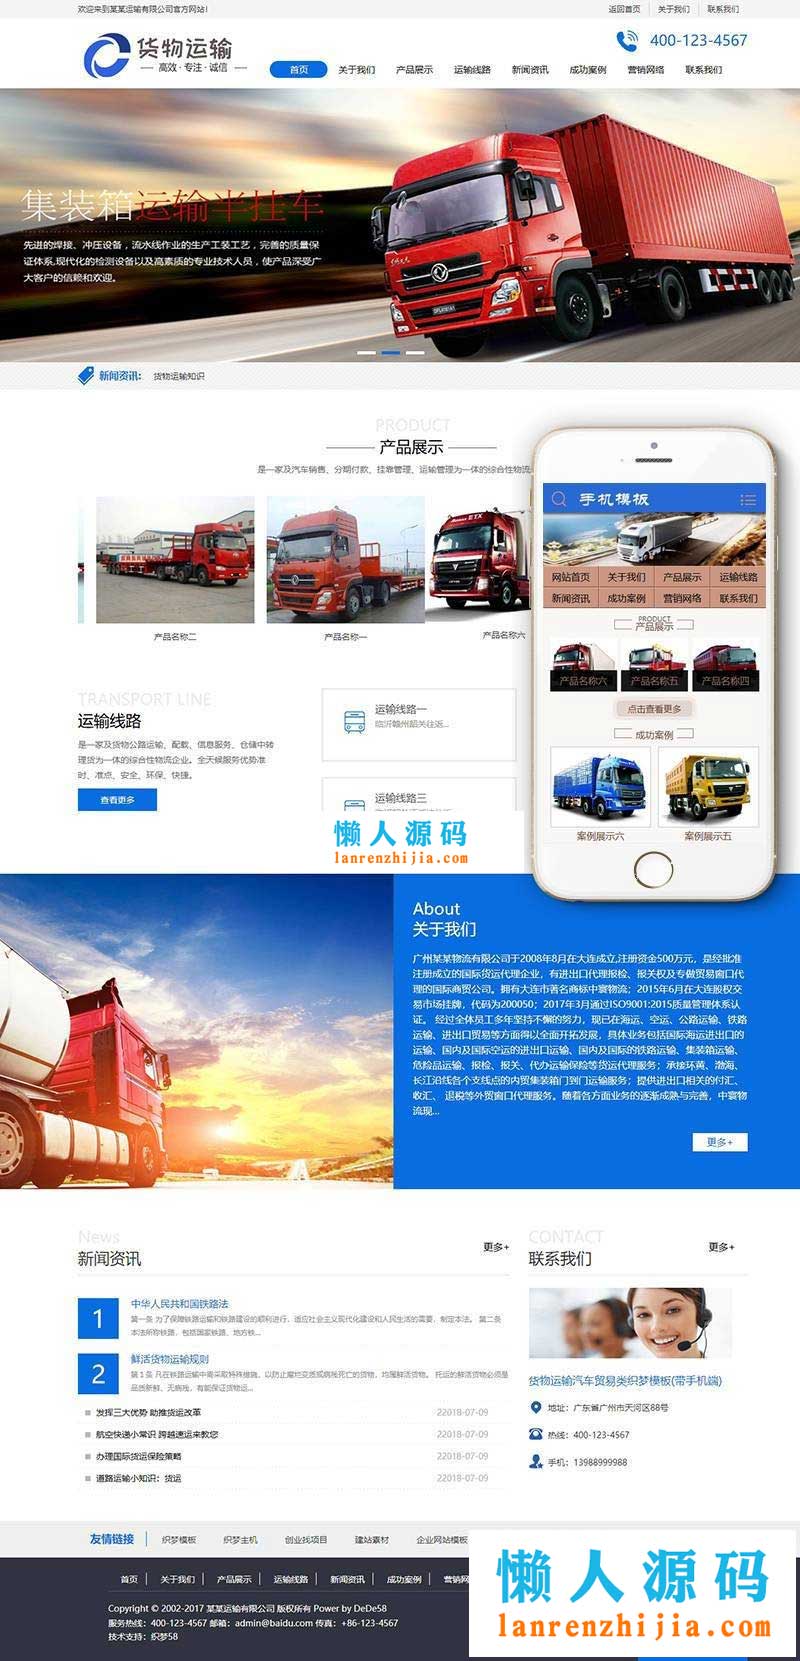 欢迎来到某某运输有限公司官方网站!
返回首页 关于我们 联系我们
货物运输
高效·专注·诚信
400-123-4567
首页 关于我们 产品展示 运输线路 新闻资讯 成功案例 营销网络 联系我们
集装箱运输半挂车
先进的焊接、冲压设备，流水线作业的生产工装工艺，完善的质量保
证体系,现代化的检测设备以及高素质的专业技术人员，使产品深受广
大客户的信赖和欢迎。
新闻资讯: 货物运输知识
PRODUCT
产品展示
是一家及汽车销售、分期付款、挂靠管理、运输管理为一体的综合性物流
产品名称二
产品名称一
产品名称六
手机模板
网站首页 关于我们 产品展示 运输线路
新闻资讯 成功案例 营销网络 联系我们
PRODUCT
产品展示
产品名称六 产品名称五 产品名称四
点击查看更多
成功案例
案例展示六 案例展示五
TRANSPORT LINE
运输线路
是一家及货物公路运输、配载、信息服务、仓储中转
理货为一体的综合性物流企业。全天候服务优势准
时、准点、安全、环保、快捷。
查看更多
运输线路一
临沂赣州韶关往返...
运输线路三
懒人源码
lanrenzhijia.com
About
关于我们
广州某某物流有限公司于2008年8月在大连成立,注册资金500万元，是经批准
注册成立的国际货运代理企业，有进出口代理报检、报关权及专做贸易窗口代
理的国际商贸公司。拥有大连市著名商标中寰物流；2015年6月在大连股权交
易市场挂牌，代码为200050；2017年3月通过ISO9001:2015质量管理体系认
证。 经过全体员工多年坚持不懈的努力，现已在海运、空运、公路运输、铁路
运输、进出口贸易等方面得以全面开拓发展，具体业务包括国际海运进出口的
运输、国内及国际空运的进出口运输、国内及国际的铁路运输、集装箱运输、
危险品运输、报检、报关、代办运输保险等货运代理服务；承接环黄、渤海、
长江沿线各个支线点的内贸集装箱门到门运输服务；提供进出口相关的付汇、
收汇、 退税等外贸窗口代理服务。随着各方面业务的逐渐成熟与完善，中寰物
流现...
更多+
News
新闻资讯
更多+
1
中华人民共和国铁路法
第一条 为了保障铁路运输和铁路建设的顺利进行，适应社会主义现代化建设和人民生活的需要，制定本法。 第二条
本法所称铁路，包括国家铁路、地方铁...
2
鲜活货物运输规则
第 1 条 凡在铁路运输中需采取特殊措施，以防止腐烂变质或病残死亡的货物，均属鲜活货物。 托运的鲜活货物必须是
品质新鲜、无病残，有能保证货物运...
发挥三大优势 助推货运改革 22018-07-09
航空快递小常识 跨越速运来教您 22018-07-09
办理国际货运保险策略 22018-07-09
道路运输小知识：货运 22018-07-09
CONTACT
联系我们
更多+
货物运输汽车贸易类织梦模板(带手机端)
地址：广东省广州市天河区88号
热线：400-123-4567
手机：13988999988
友情链接 织梦模板 织梦主机 创业找项目 建站素材 企业网站模板
首页 关于我们 产品展示 运输线路 新闻资讯 成功案例 营销网
Copyright © 2002-2017 某某运输有限公司 版权所有 Power by DeDe58
服务热线：400-123-4567 邮箱：admin@baidu.com 传真：+86-123-4567
技术支持：织梦58
懒人源码
lanrenzhijia.com